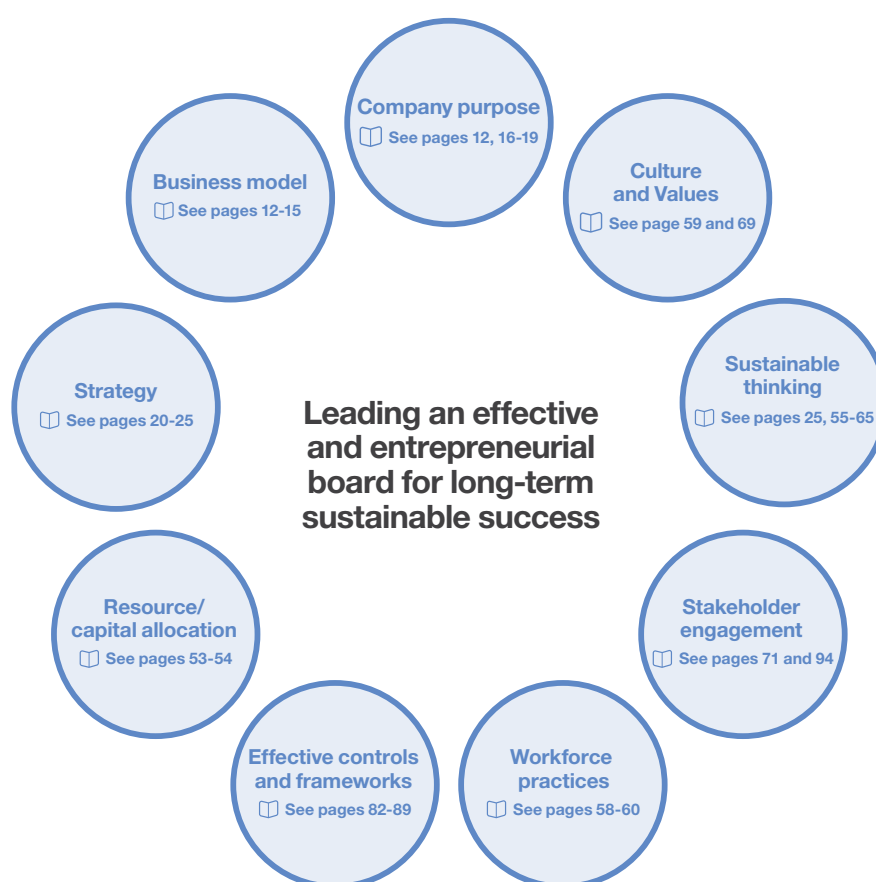 Company purpose
See pages 12, 16-19
Culture
and Values
See page 59 and 69
Sustainable
thinking
See pages 25, 55-65
Stakeholder
engagement
See pages 71 and 94
Workforce
practices
See pages 58-60
Effective controls
and frameworks
See pages 82-89
Resource/
capital allocation
See pages 53-54
Strategy
See pages 20-25
Business model
See pages 12-15
Leading an effective
and entrepreneurial
board for long-term
sustainable success